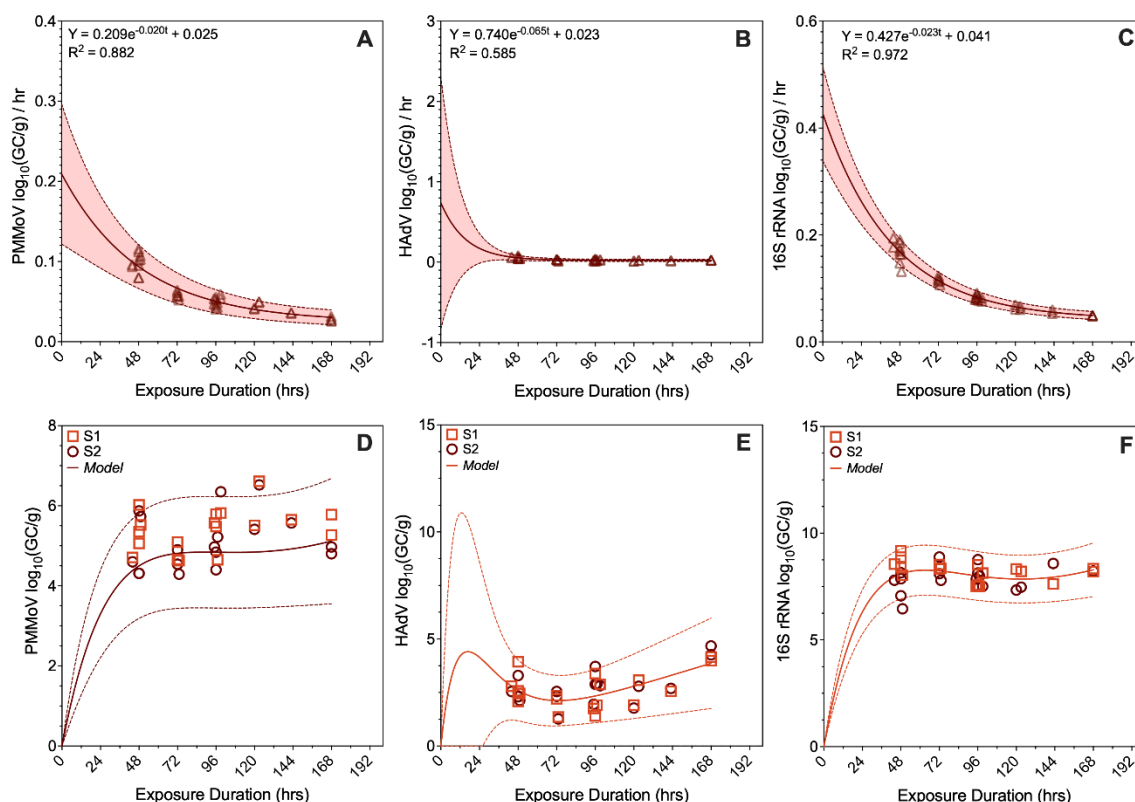 Y = 0.209e^-0.020t + 0.025
R² = 0.882
A
PMMoV log₁₀(GC/g) / hr
0.4
0.3
0.2
0.1
0.0
0 24 48 72 96 120 144 168 192
Exposure Duration (hrs)
Y = 0.740e^-0.065t + 0.023
R² = 0.585
B
HAdV log₁₀(GC/g) / hr
3
2
1
0
-1
0 24 48 72 96 120 144 168 192
Exposure Duration (hrs)
Y = 0.427e^-0.023t + 0.041
R² = 0.972
C
16S rRNA log₁₀(GC/g) / hr
0.6
0.4
0.2
0.0
0 24 48 72 96 120 144 168 192
Exposure Duration (hrs)
S1
S2
Model
D
PMMoV log₁₀(GC/g)
8
6
4
2
0
0 24 48 72 96 120 144 168 192
Exposure Duration (hrs)
S1
S2
Model
E
HAdV log₁₀(GC/g)
15
10
5
0
0 24 48 72 96 120 144 168 192
Exposure Duration (hrs)
S1
S2
Model
F
16S rRNA log₁₀(GC/g)
15
10
5
0
0 24 48 72 96 120 144 168 192
Exposure Duration (hrs)